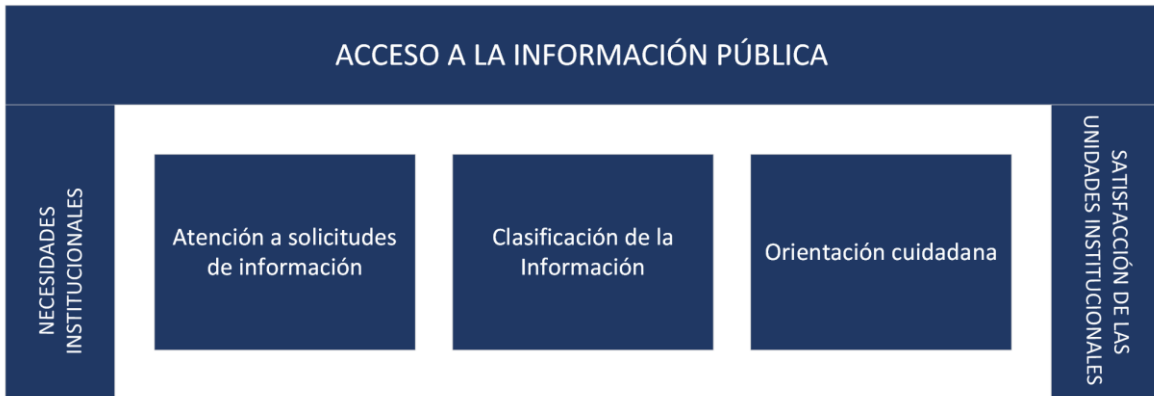 ACCESO A LA INFORMACIÓN PÚBLICA
NECESIDADES
INSTITUCIONALES
Atención a solicitudes
de información
Clasificación de la
Información
Orientación cuidadana
SATISFACCIÓN DE LAS
UNIDADES INSTITUCIONALES